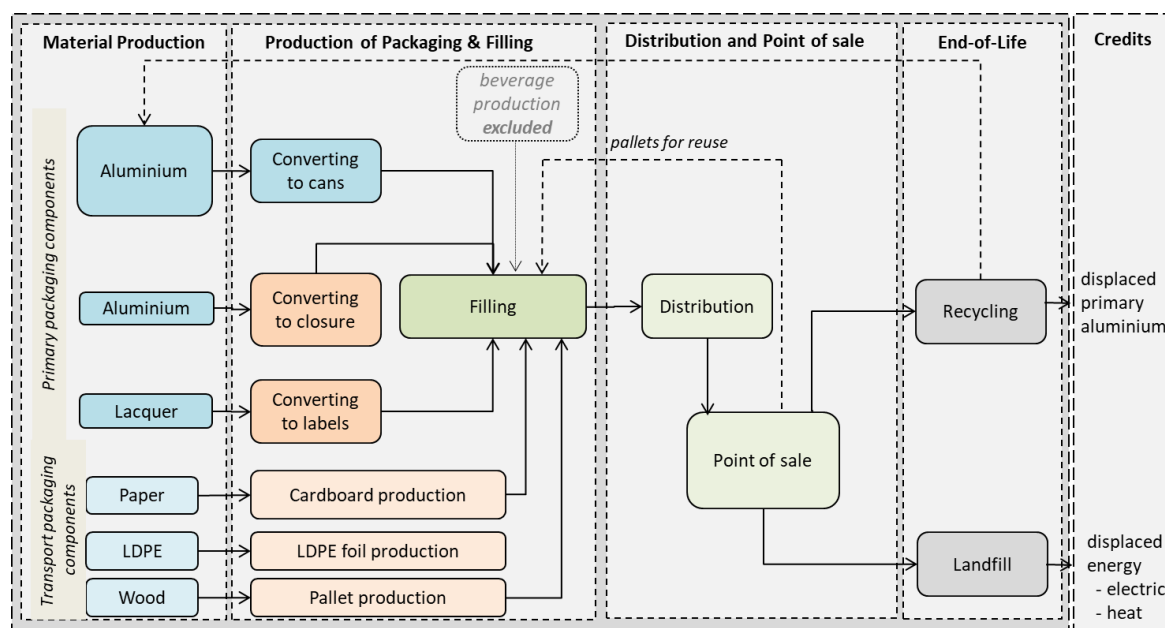 Material Production
Production of Packaging & Filling
Distribution and Point of sale
End-of-Life
Credits
beverage
production
excluded
pallets for reuse
Primary packaging components
Aluminium
Converting
to cans
Aluminium
Converting
to closure
Filling
Distribution
Recycling
displaced
primary
aluminium
Lacquer
Converting
to labels
Point of sale
Transport packaging
components
Paper
Cardboard production
LDPE
LDPE foil production
Wood
Pallet production
Landfill
displaced
energy
- electric
- heat